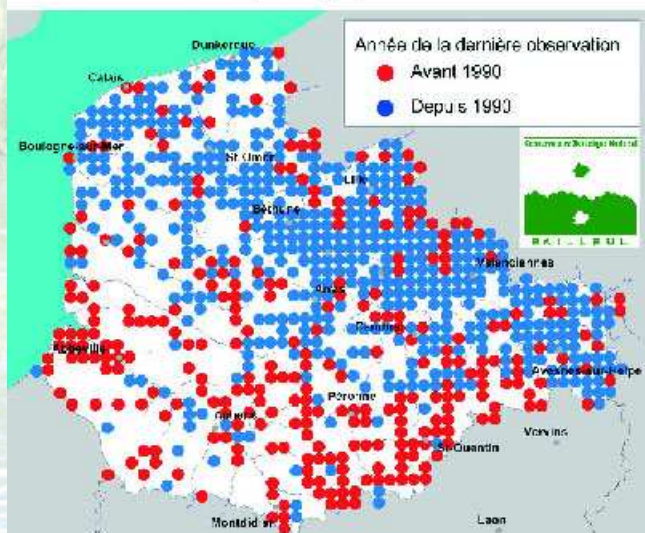 Année de la dernière observation
Avant 1990
Depuis 1990
BAILLEUL
Dunkerque
Calais
Boulogne-sur-Mer
St-Omer
Lille
Béthune
Valenciennes
Arras
Abbeville
Avesnes-sur-Helpe
Péronne
Vervins
St-Quentin
Montdidier
Laon